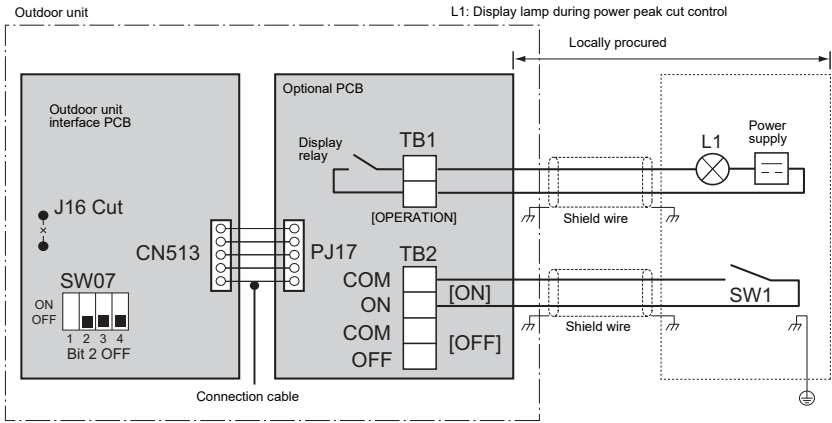 Outdoor unit
L1: Display lamp during power peak cut control
Locally procured
Outdoor unit
interface PCB
J16 Cut
SW07
ON
OFF
1 2 3 4
Bit 2 OFF
CN513
Connection cable
Optional PCB
Display
relay
TB1
[OPERATION]
PJ17
TB2
COM
ON
[ON]
COM
OFF
[OFF]
Shield wire
Shield wire
L1
Power
supply
SW1